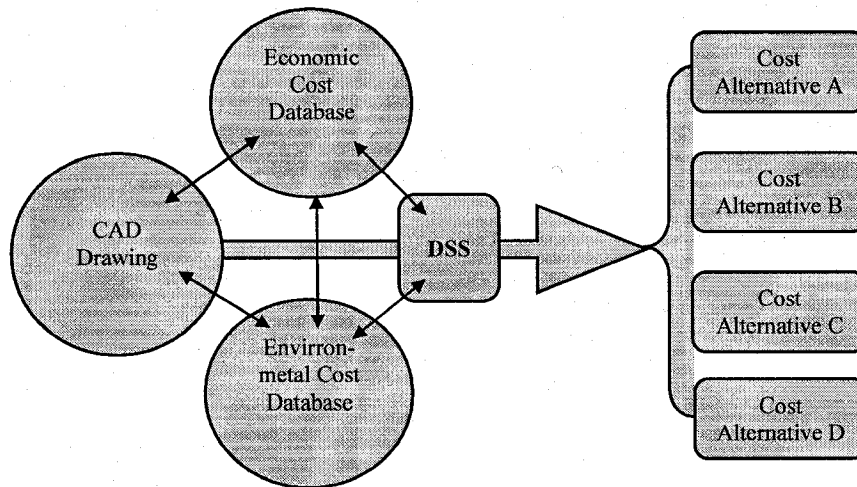 Economic
Cost
Database
CAD
Drawing
DSS
Envirron-
metal Cost
Database
Cost
Alternative A
Cost
Alternative B
Cost
Alternative C
Cost
Alternative D